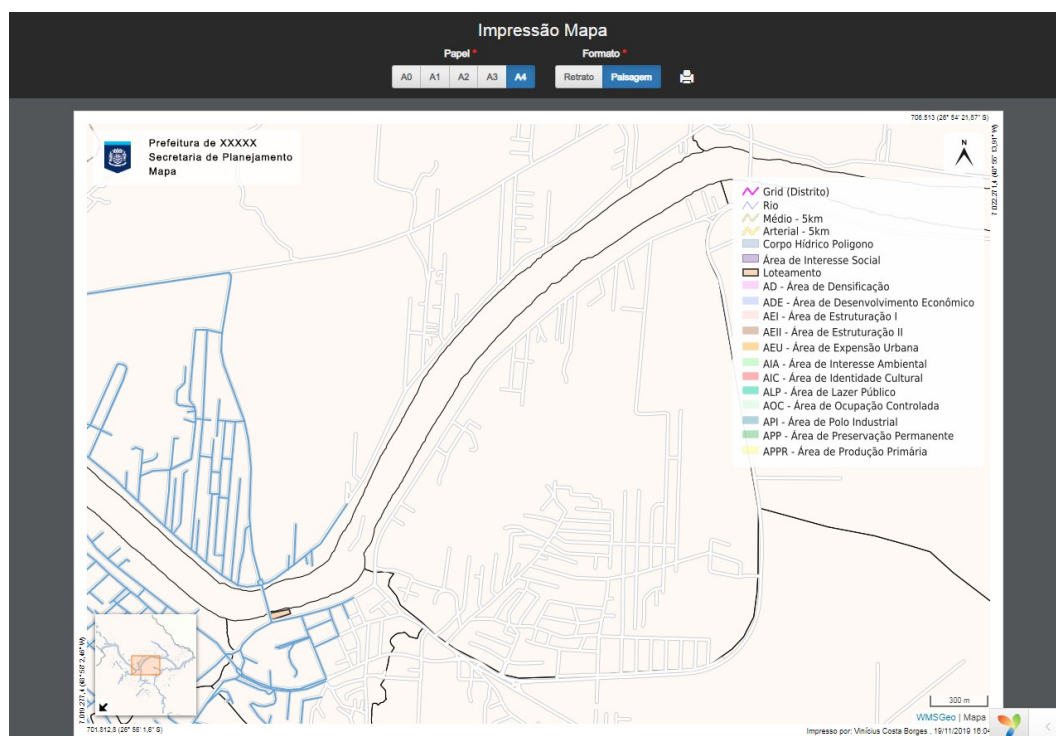 Impressão Mapa
Papel *
Formato *
A0 A1 A2 A3 A4
Retrato Paisagem
706.513 (26° 54' 21,87" S)
Prefeitura de XXXXX
Secretaria de Planejamento
Mapa
N
Grid (Distrito)
Rio
Médio - 5km
Arterial - 5km
Corpo Hídrico Poligono
Área de Interesse Social
Loteamento
AD - Área de Densificação
ADE - Área de Desenvolvimento Econômico
AEI - Área de Estruturação I
AEII - Área de Estruturação II
AEU - Área de Expensão Urbana
AIA - Área de Interesse Ambiental
AIC - Área de Identidade Cultural
ALP - Área de Lazer Público
AOC - Área de Ocupação Controlada
API - Área de Polo Industrial
APP - Área de Preservação Permanente
APPR - Área de Produção Primária
300 m
WMSGeo | Mapa
701.812,8 (26° 56' 1,6" S)
Impresso por: Vinícius Costa Borges , 19/11/2019 16:04